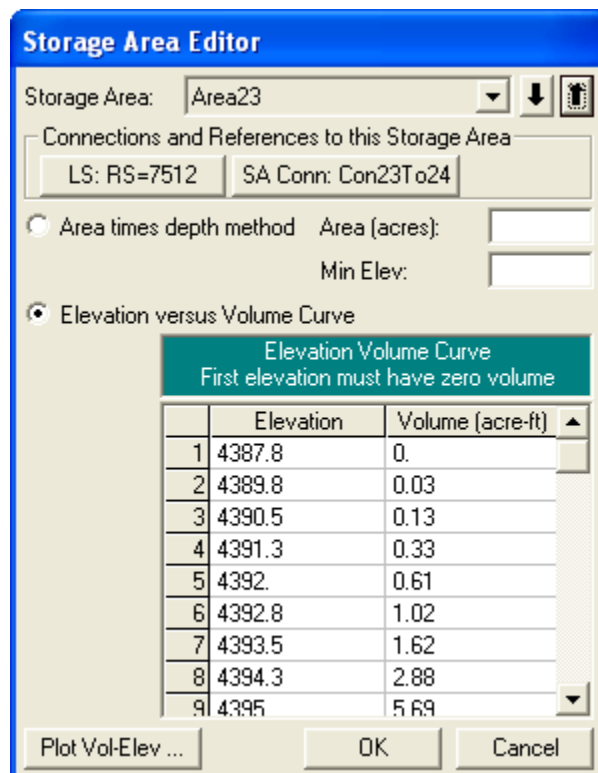 Storage Area Editor
Storage Area: Area23
Connections and References to this Storage Area
LS: RS=7512 SA Conn: Con23To24
Area times depth method Area (acres):
Min Elev:
Elevation versus Volume Curve
Elevation Volume Curve
First elevation must have zero volume
Elevation Volume (acre-ft)
1 4387.8 0.
2 4389.8 0.03
3 4390.5 0.13
4 4391.3 0.33
5 4392. 0.61
6 4392.8 1.02
7 4393.5 1.62
8 4394.3 2.88
9 4395 5.69
Plot Vol-Elev ... OK Cancel